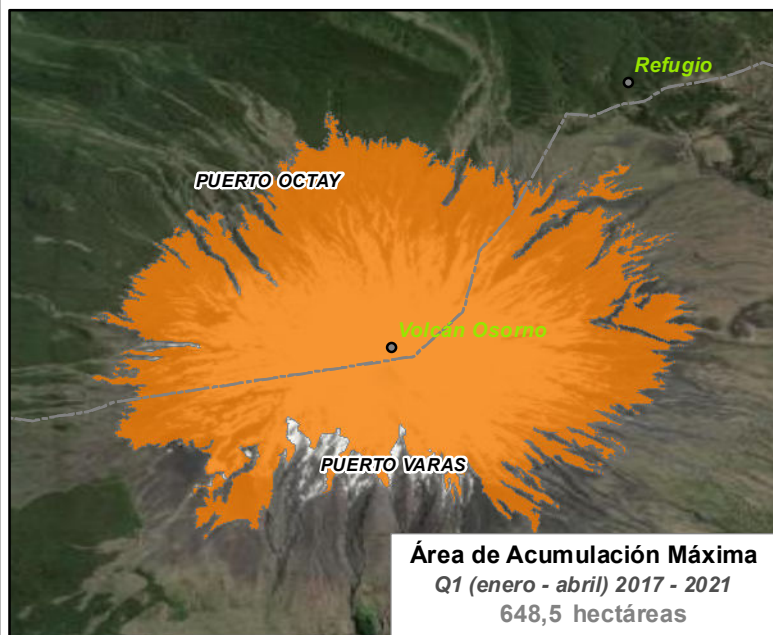 Refugio
PUERTO OCTAY
Volcán Osorno
PUERTO VARAS
Área de Acumulación Máxima
Q1 (enero - abril) 2017 - 2021
648,5 hectáreas